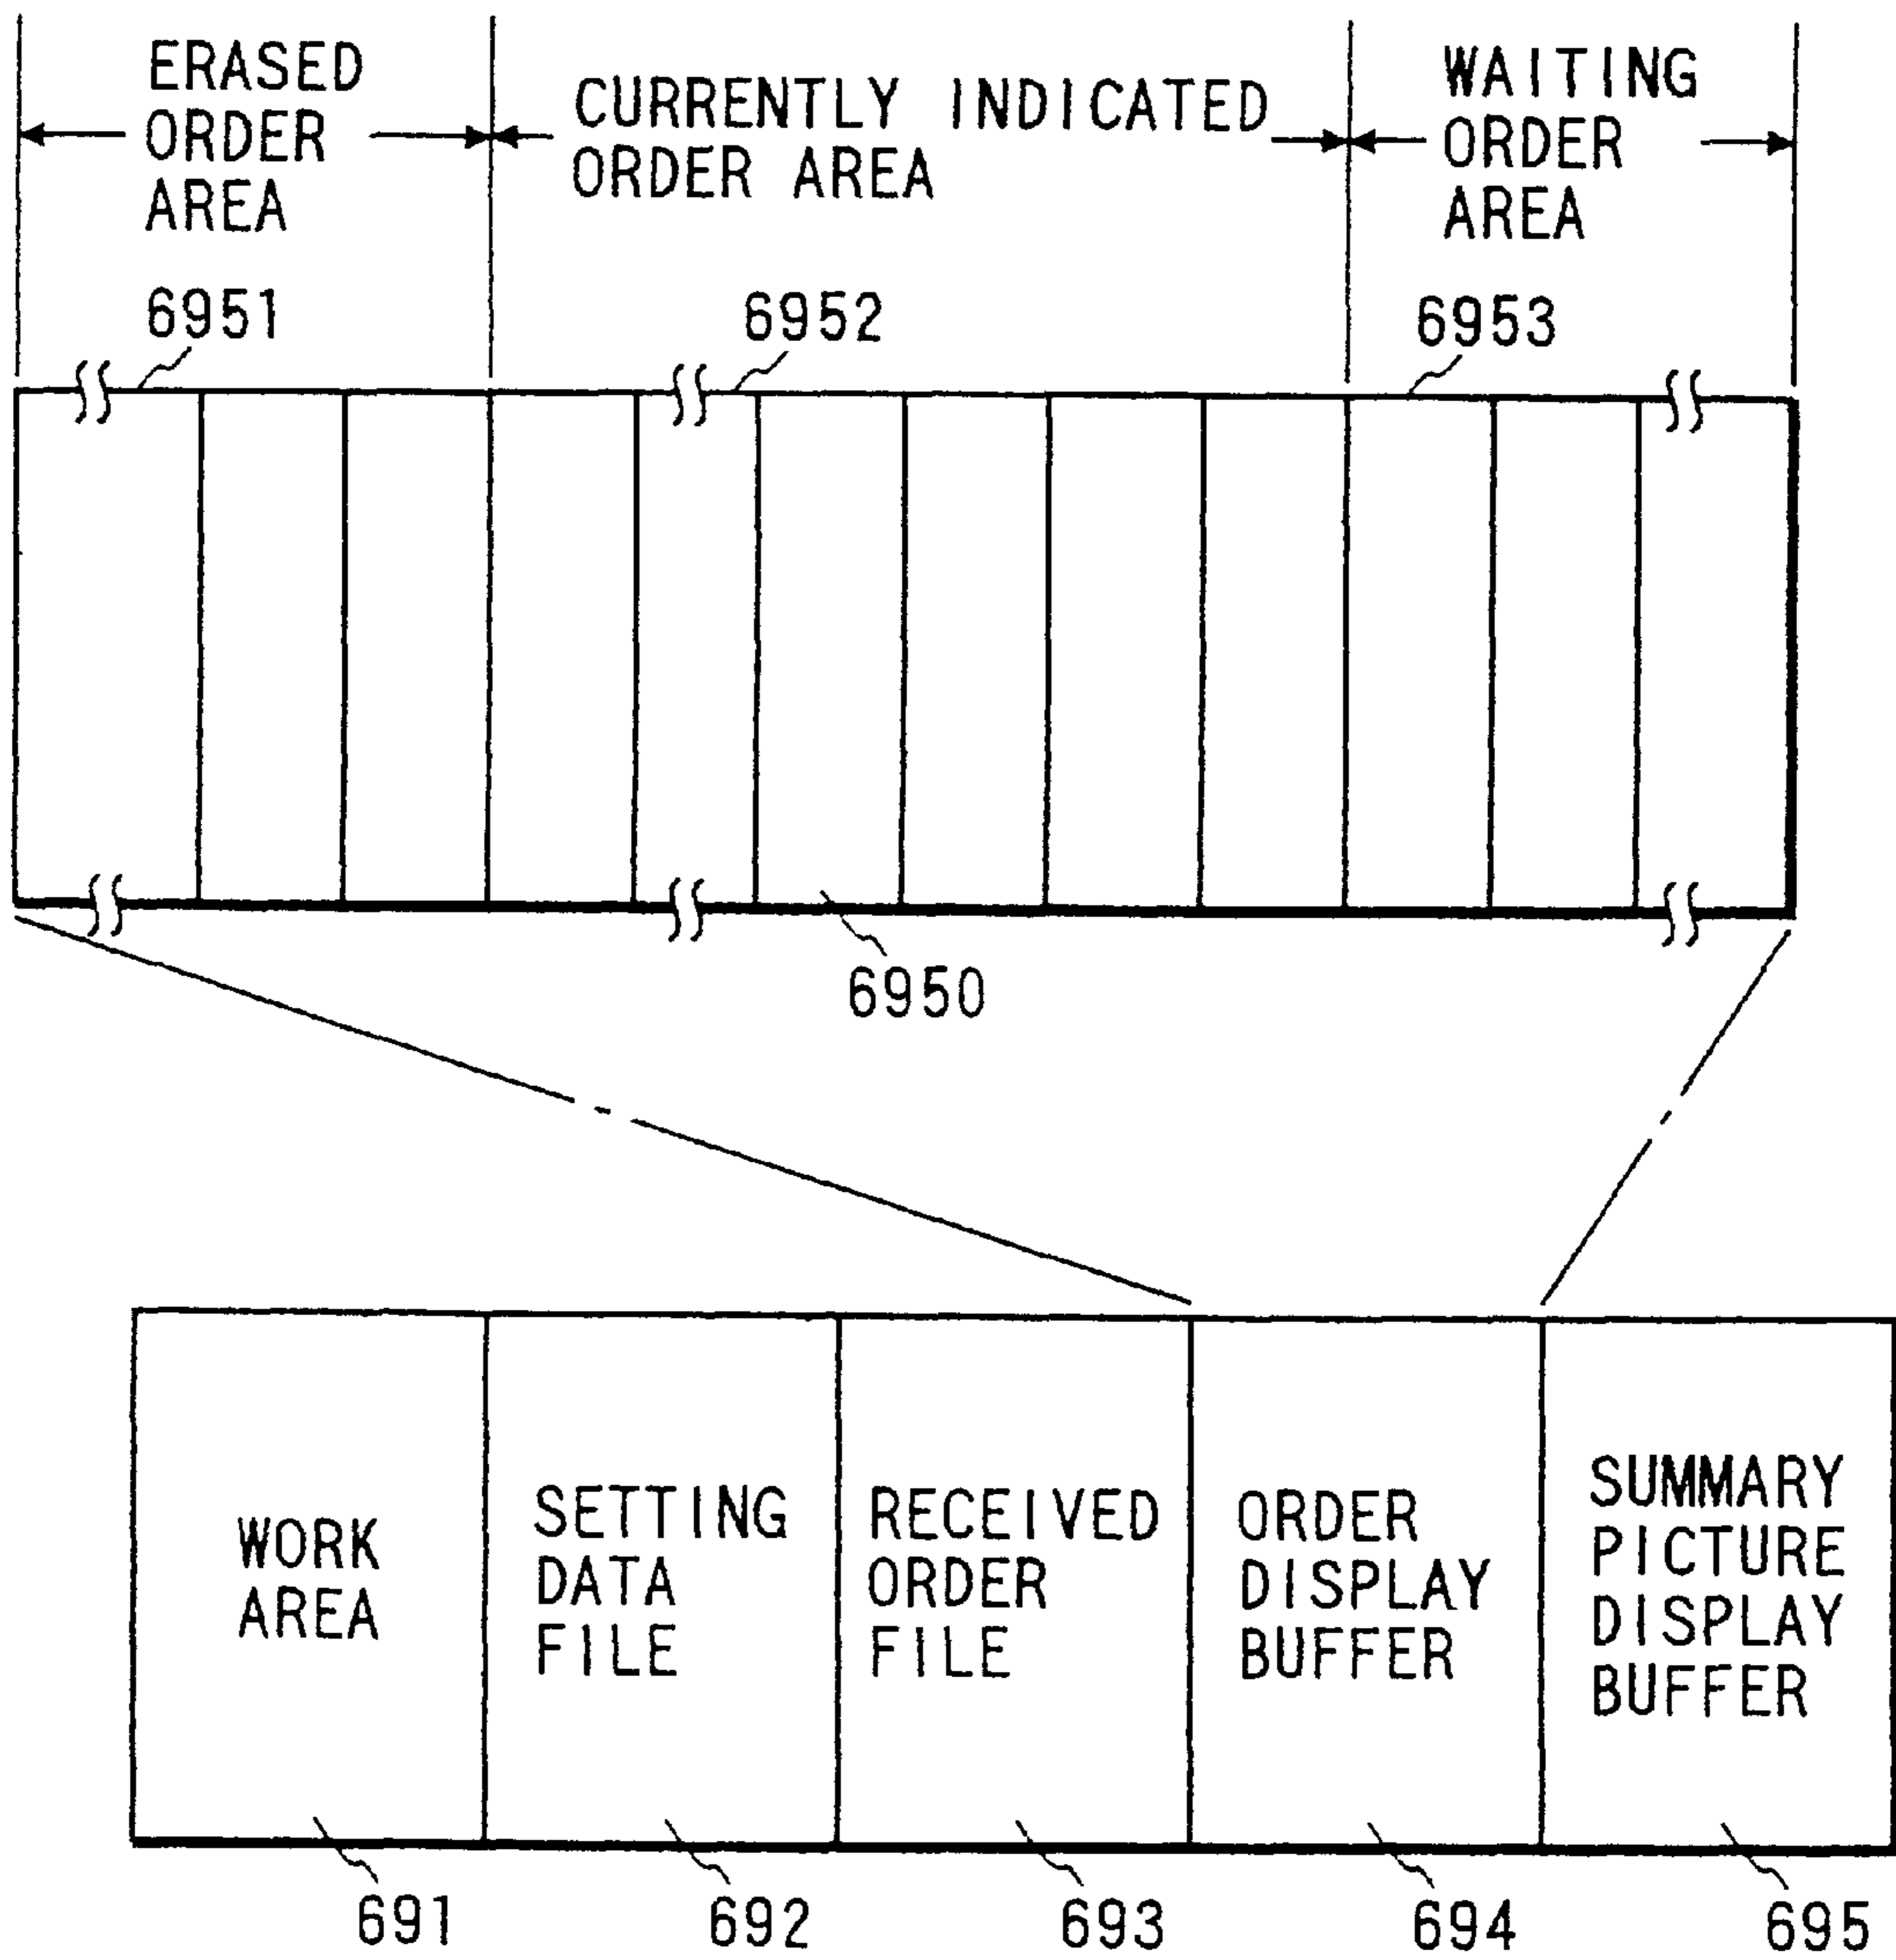 ERASED
ORDER
AREA
CURRENTLY INDICATED
ORDER AREA
WAITING
ORDER
AREA
6951
6952
6953
6950
WORK
AREA
SETTING
DATA
FILE
RECEIVED
ORDER
FILE
ORDER
DISPLAY
BUFFER
SUMMARY
PICTURE
DISPLAY
BUFFER
691
692
693
694
695